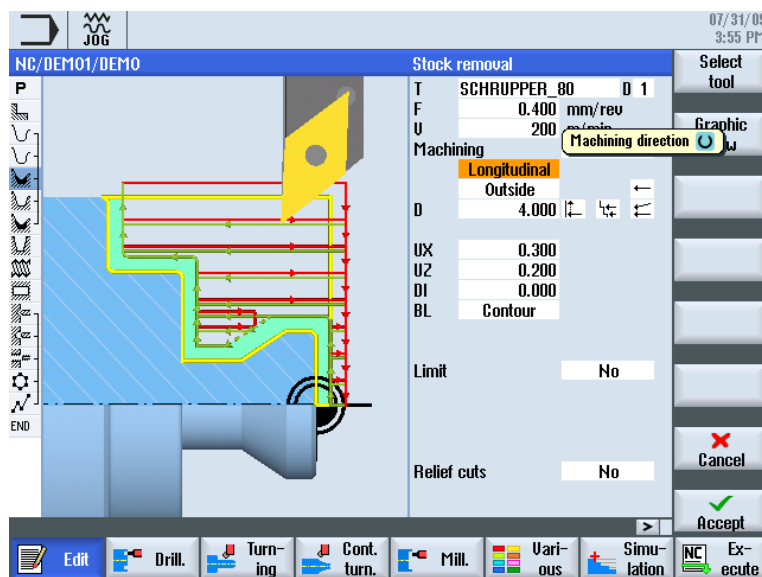 JOG
07/31/09
3:55 PM
NC/DEMO1/DEMO
Stock removal
Select
tool
P
T SCHRUPPER_80 D 1
F 0.400 mm/rev
V 200 m/min
Machining direction
Graphic
Machining
Longitudinal
Outside
D 4.000
UX 0.300
UZ 0.200
DI 0.000
BL Contour
Limit No
END
Cancel
Relief cuts No
Accept
Edit
Drill.
Turn-
ing
Cont.
turn.
Mill.
Vari-
ous
Simu-
lation
NC
Ex-
ecute